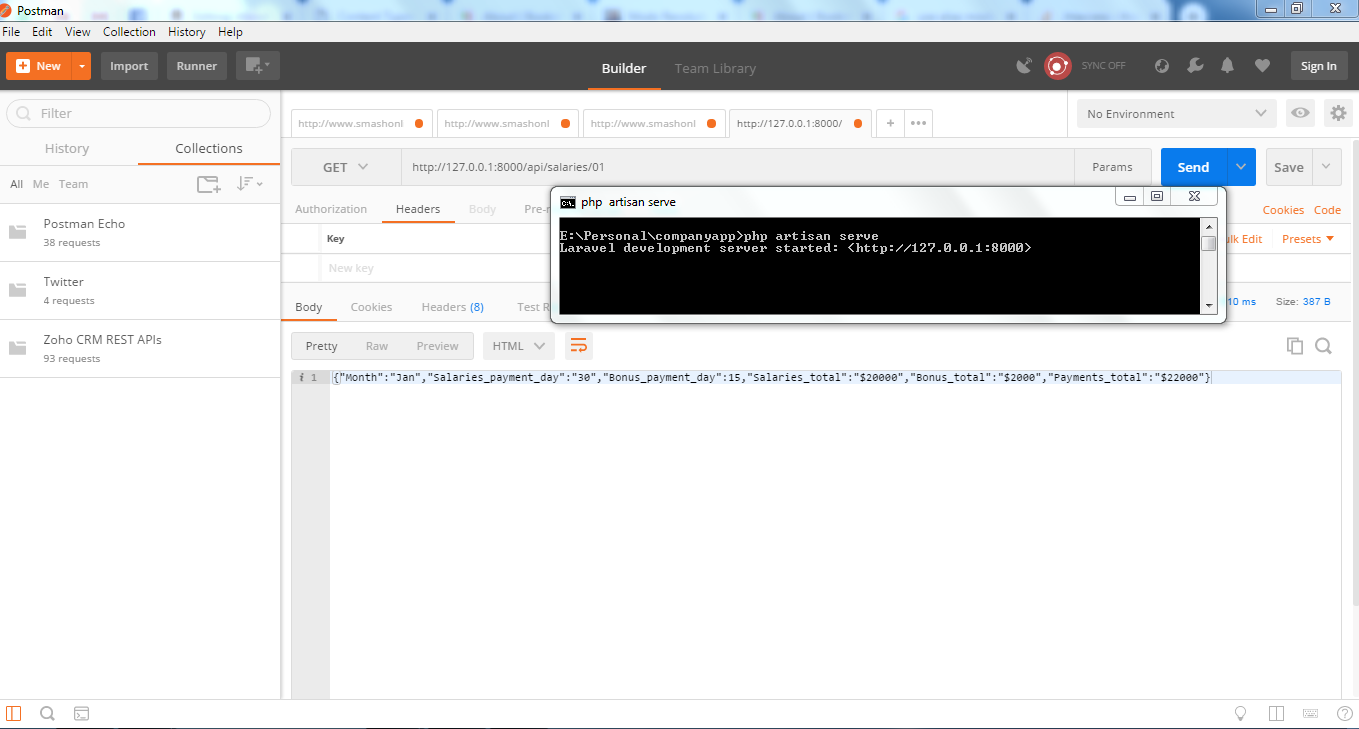 Postman
File Edit View Collection History Help
New Import Runner Builder Team Library SYNC OFF Sign In
Filter
History Collections
All Me Team
Postman Echo
38 requests
Twitter
4 requests
Zoho CRM REST APIs
93 requests
http://www.smashonl http://www.smashonl http://www.smashonl http://127.0.0.1:8000/ + ••• No Environment
GET http://127.0.0.1:8000/api/salaries/01 Params Send Save
Authorization Headers Body Pre-r Cookies Code
Key ulk Edit Presets
New key
php artisan serve
E:\Personal\companyapp>php artisan serve
Laravel development server started: <http://127.0.0.1:8000>
Body Cookies Headers (8) Test R 10 ms Size: 387 B
Pretty Raw Preview HTML
i 1 {"Month":"Jan","Salaries_payment_day":"30","Bonus_payment_day":15,"Salaries_total":"$20000","Bonus_total":"$2000","Payments_total":"$22000"}